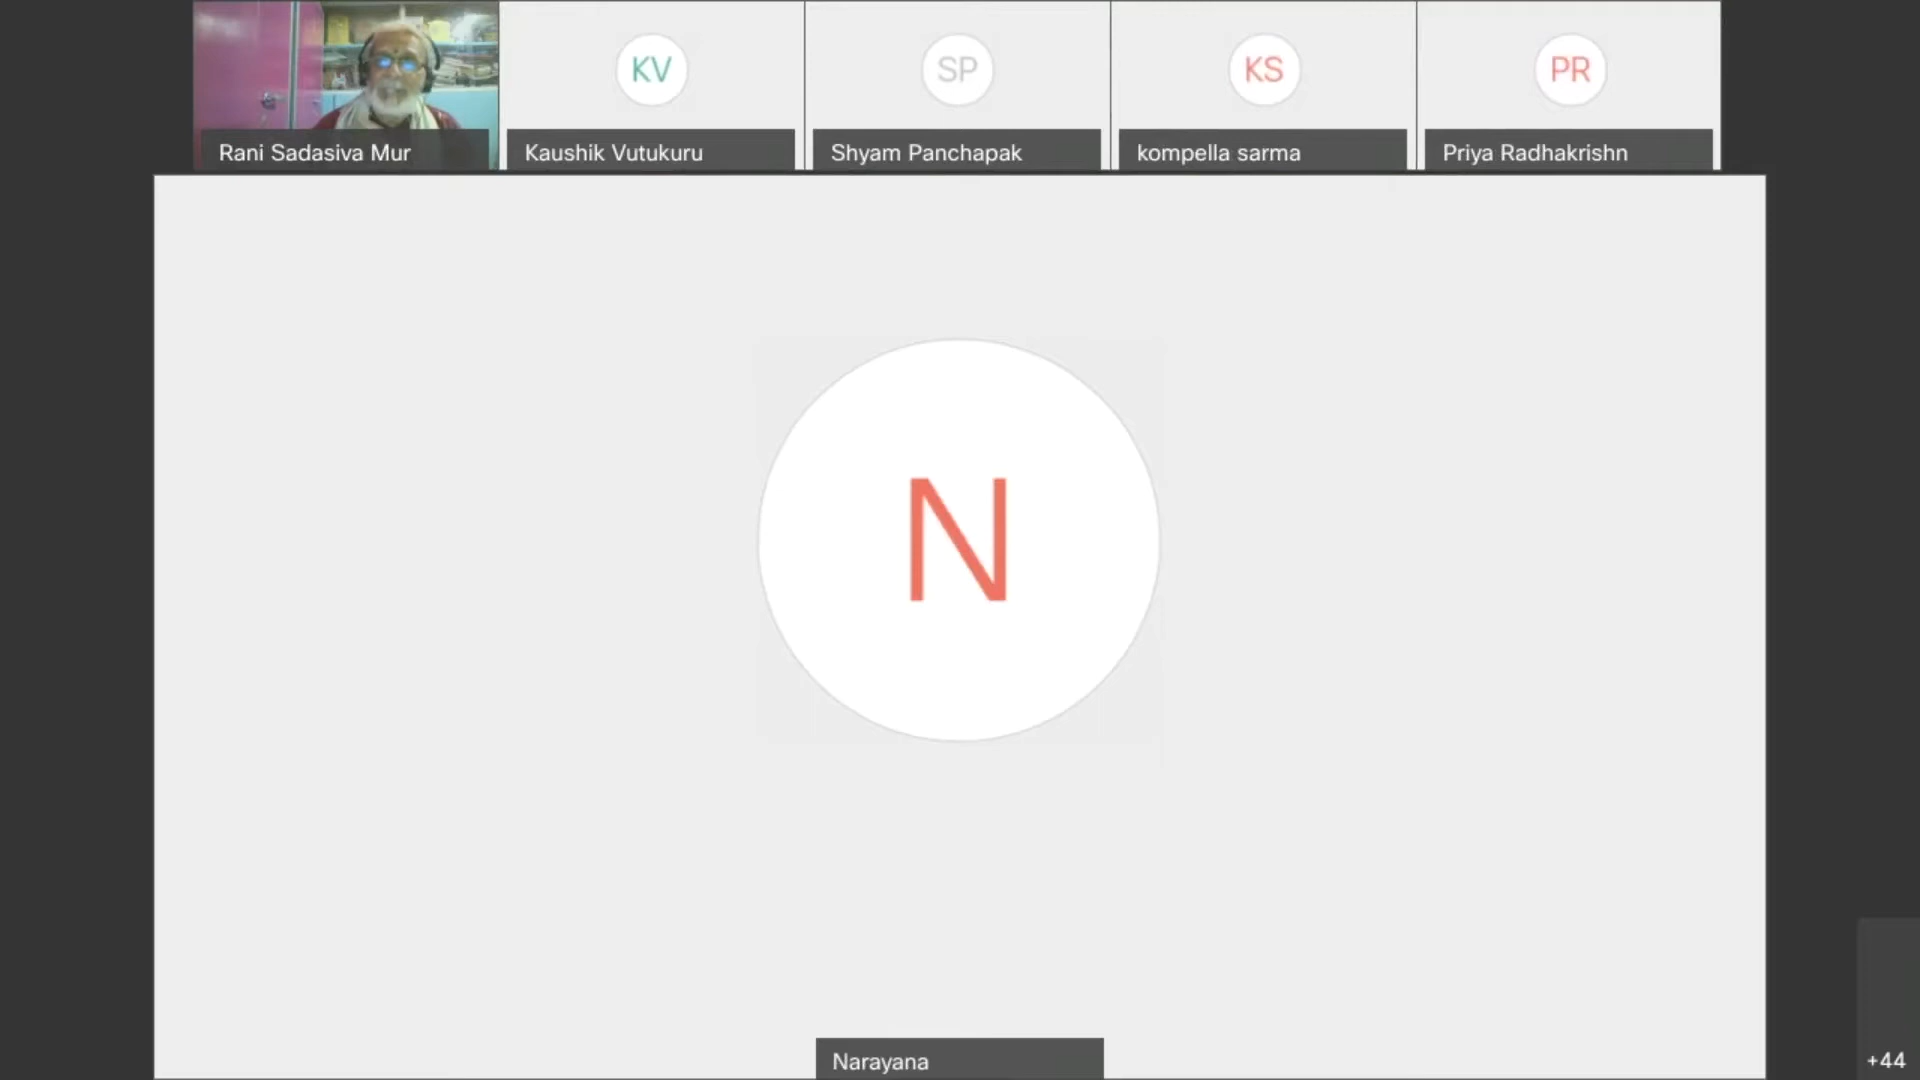 KV
SP
KS
PR
Rani Sadasiva Mur
Kaushik Vutukuru
Shyam Panchapak
kompella sarma
Priya Radhakrishn
N
Narayana
+44